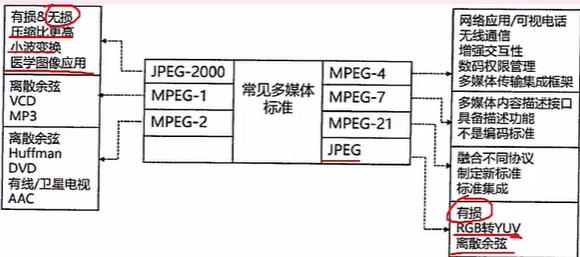 有损&无损
压缩比更高
小波变换
医学图像应用
离散余弦
VCD
MP3
离散余弦
Huffman
DVD
有线/卫星电视
AAC
JPEG-2000
MPEG-1
MPEG-2
常见多媒体
标准
MPEG-4
MPEG-7
MPEG-21
JPEG
网络应用/可视电话
无线通信
增强交互性
数码权限管理
多媒体传输集成框架
多媒体内容描述接口
具备描述功能
不是编码标准
融合不同协议
制定新标准
标准集成
有损
RGB转YUV
离散余弦